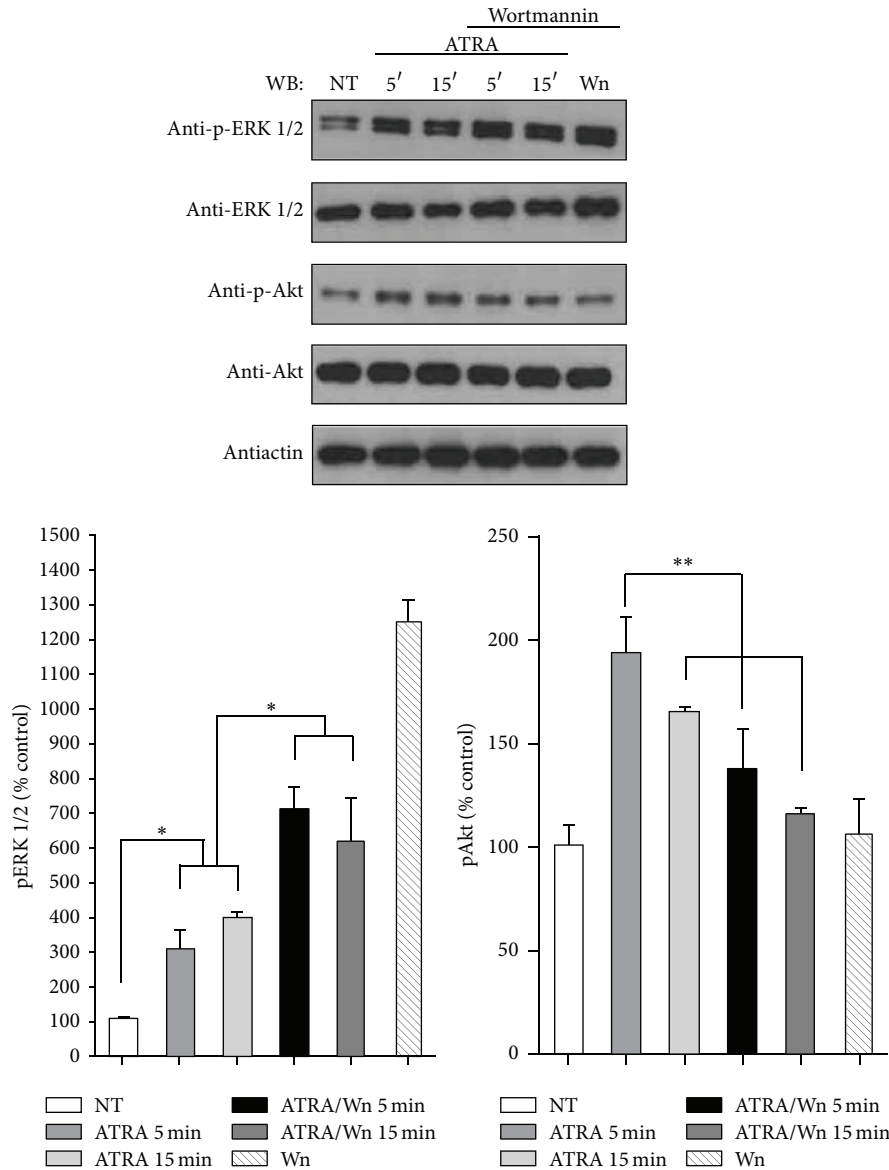 Wortmannin
ATRA
WB: NT 5′ 15′ 5′ 15′ Wn
Anti-p-ERK 1/2
Anti-ERK 1/2
Anti-p-Akt
Anti-Akt
Antiactin
pERK 1/2 (% control)
1500
1400
1300
1200
1100
1000
900
800
700
600
500
400
300
200
100
0
*
*
NT
ATRA 5 min
ATRA 15 min
ATRA/Wn 5 min
ATRA/Wn 15 min
Wn
pAkt (% control)
250
200
150
100
50
0
**
NT
ATRA 5 min
ATRA 15 min
ATRA/Wn 5 min
ATRA/Wn 15 min
Wn